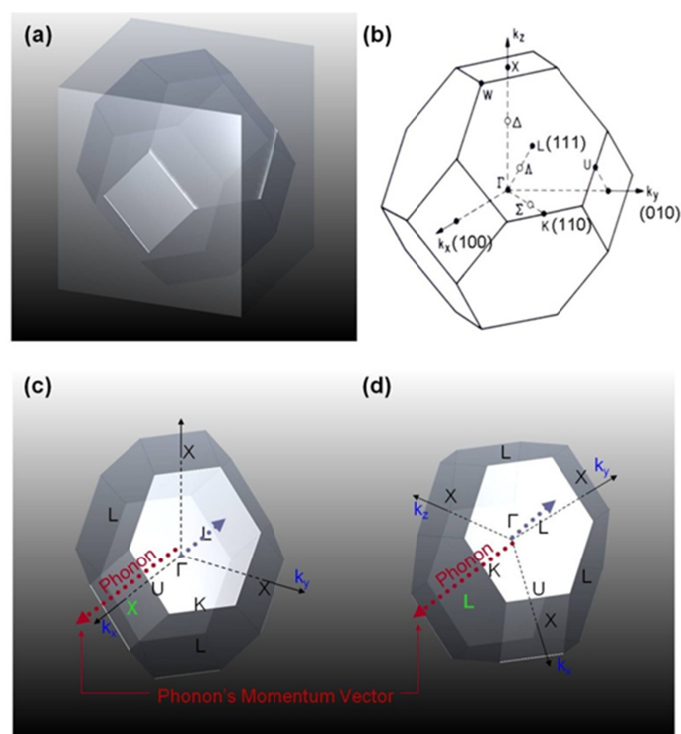 (a)
(b)
kz
X
W
Δ
L(111)
Λ
U
Γ
ky
(010)
Σ
K(110)
kx(100)
(c)
(d)
X
L
L
Phonon
Γ
U
X
kx
K
X
ky
L
L
X
ky
X
kz
Γ
L
Phonon
K
L
U
L
X
kx
Phonon's Momentum Vector